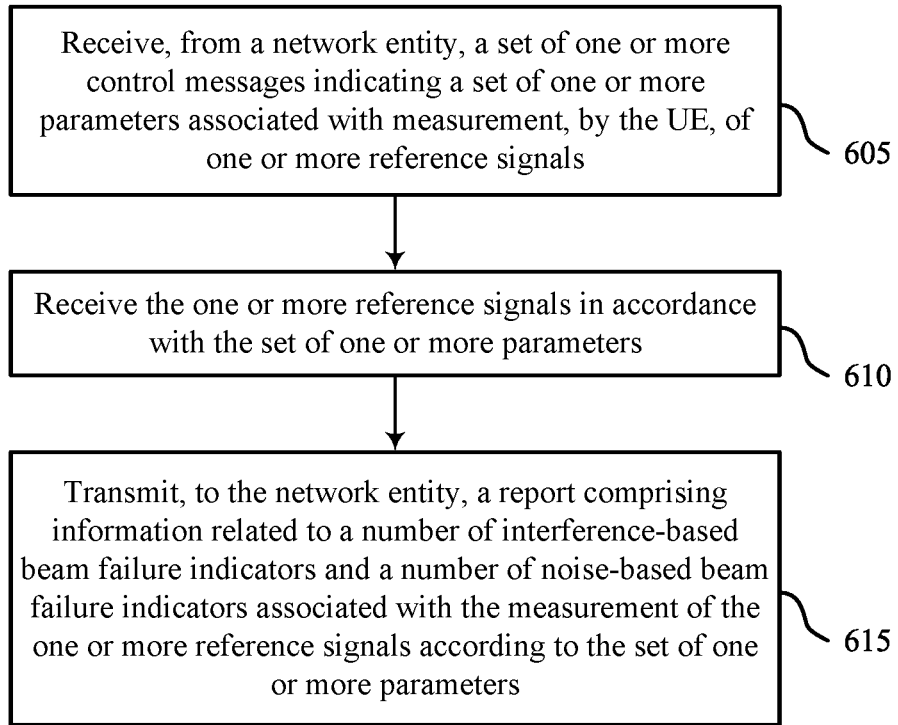 Receive, from a network entity, a set of one or more
control messages indicating a set of one or more
parameters associated with measurement, by the UE, of
one or more reference signals
605
Receive the one or more reference signals in accordance
with the set of one or more parameters
610
Transmit, to the network entity, a report comprising
information related to a number of interference-based
beam failure indicators and a number of noise-based beam
failure indicators associated with the measurement of the
one or more reference signals according to the set of one
or more parameters
615